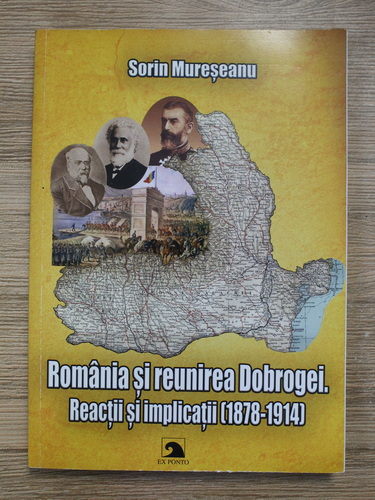 Sorin Mureșeanu
România și reunirea Dobrogei.
Reacții și implicații (1878-1914)
EX PONTO